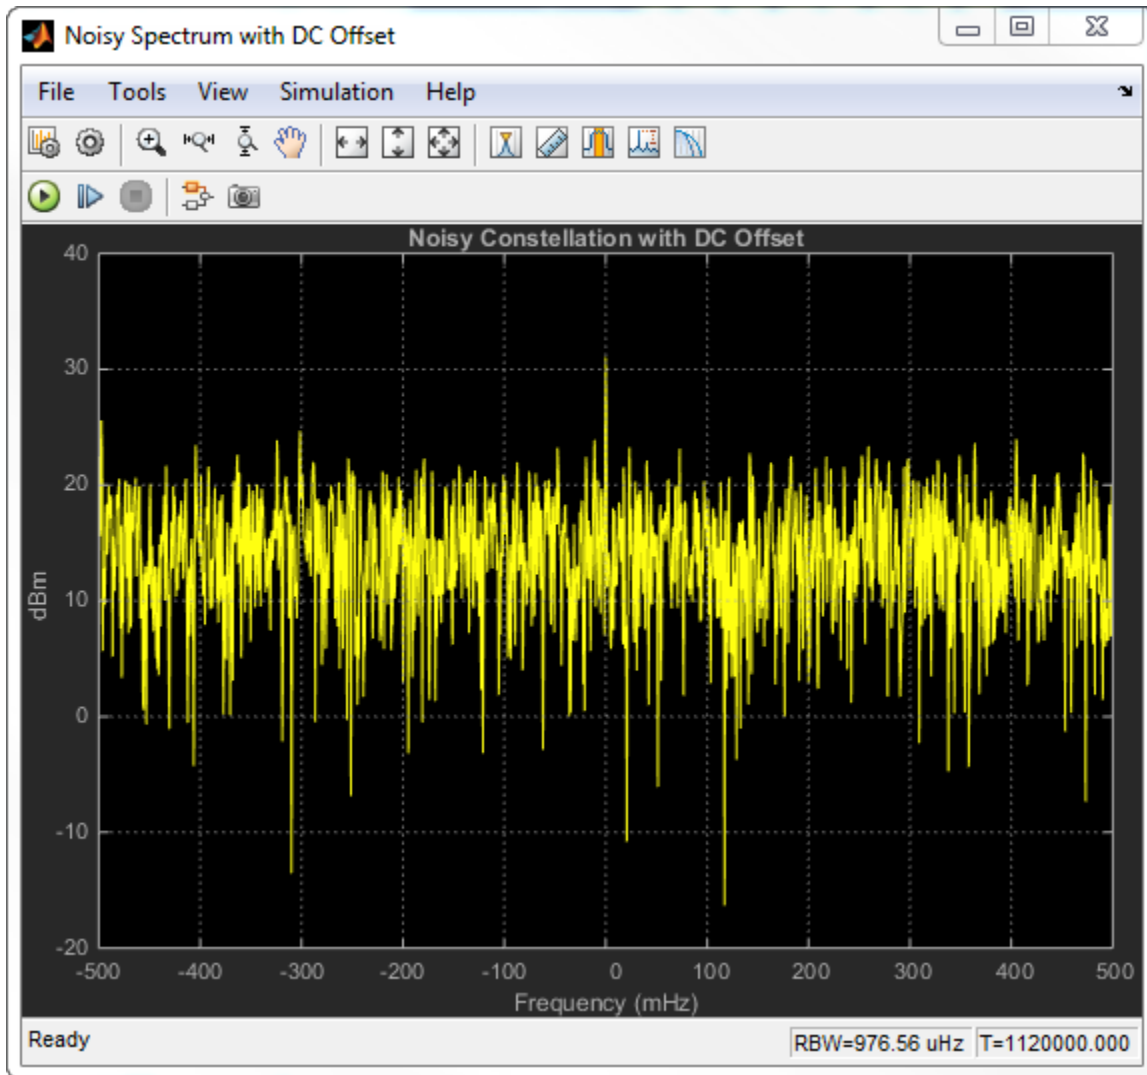 Noisy Spectrum with DC Offset
File Tools View Simulation Help
Noisy Constellation with DC Offset
40
30
20
10
0
-10
-20
dBm
-500 -400 -300 -200 -100 0 100 200 300 400 500
Frequency (mHz)
Ready RBW=976.56 uHz T=1120000.000